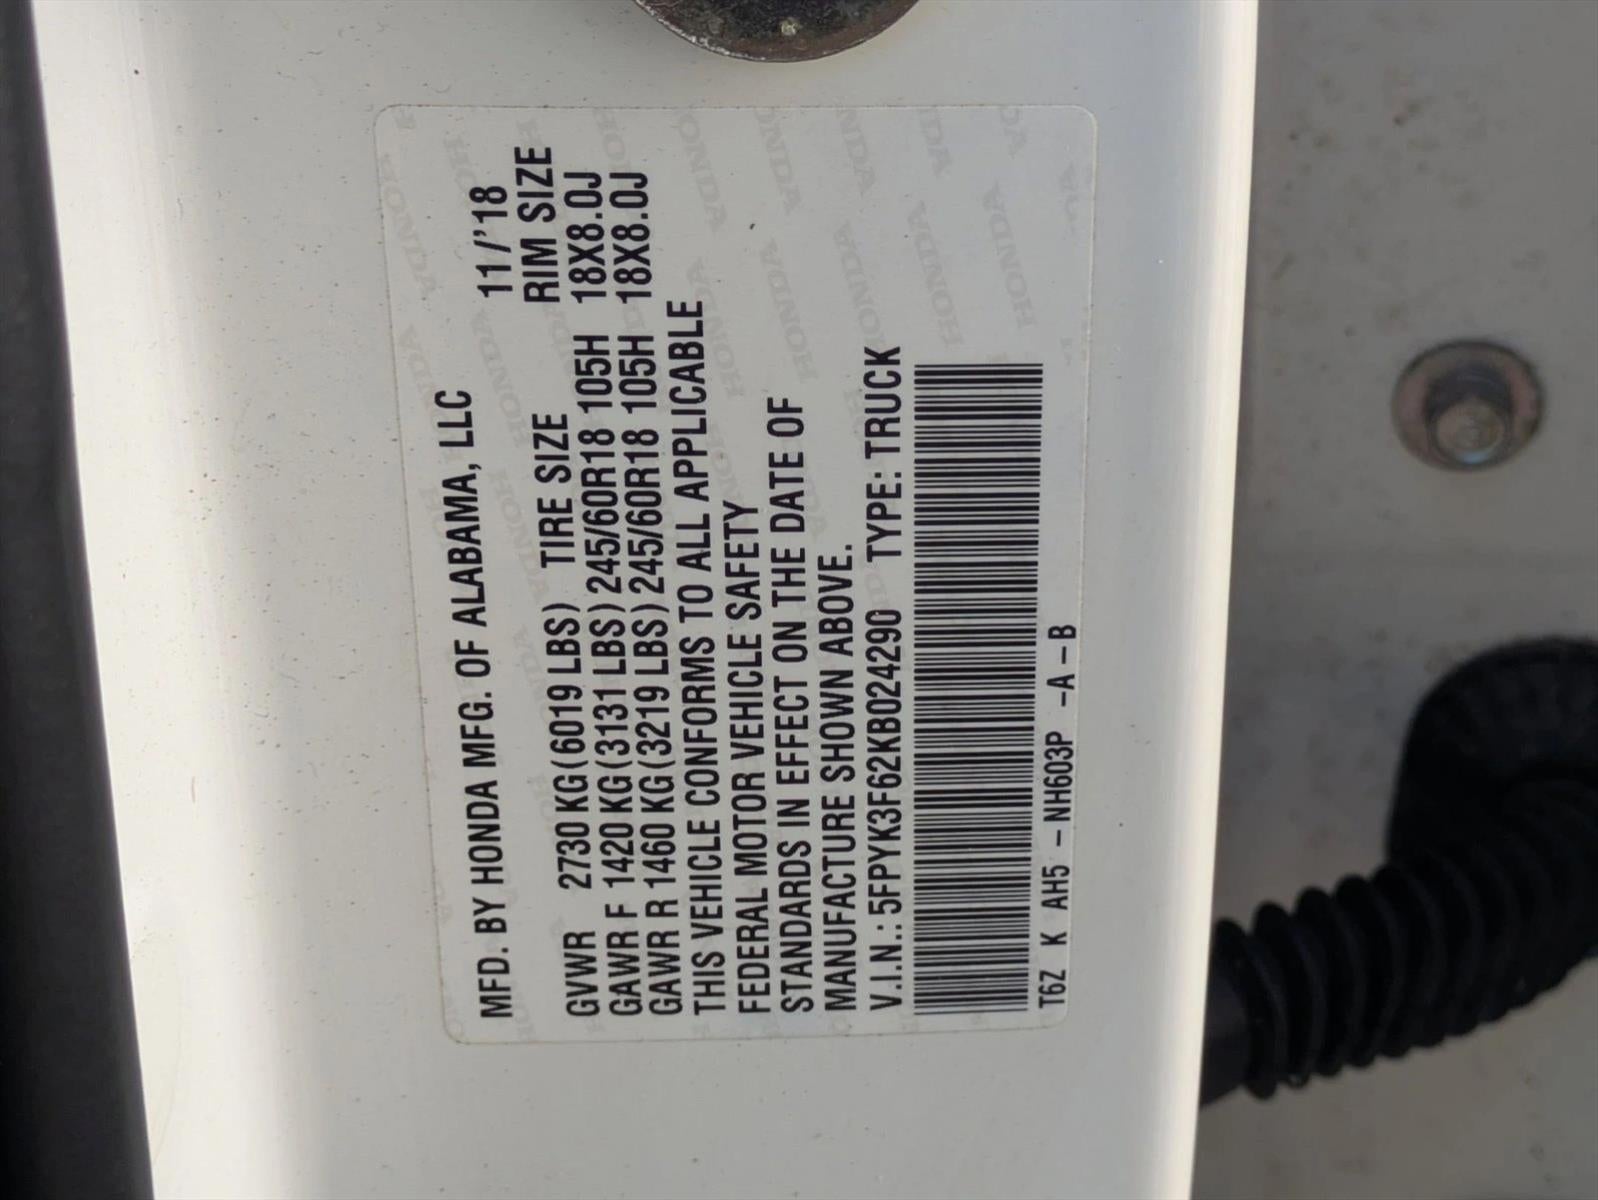 MFD. BY HONDA MFG. OF ALABAMA, LLC 11/'18
GVWR 2730 KG (6019 LBS) TIRE SIZE RIM SIZE
GAWR F 1420 KG (3131 LBS) 245/60R18 105H 18X8.0J
GAWR R 1460 KG (3219 LBS) 245/60R18 105H 18X8.0J
THIS VEHICLE CONFORMS TO ALL APPLICABLE
FEDERAL MOTOR VEHICLE SAFETY
STANDARDS IN EFFECT ON THE DATE OF
MANUFACTURE SHOWN ABOVE.
V.I.N.: 5FPYK3F62KB024290 TYPE: TRUCK
T6Z K AH5 - NH603P - A - B